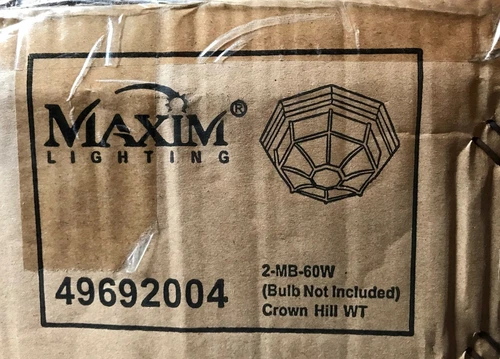 MAXIM®
LIGHTING
49692004
2-MB-60W
(Bulb Not Included)
Crown Hill WT